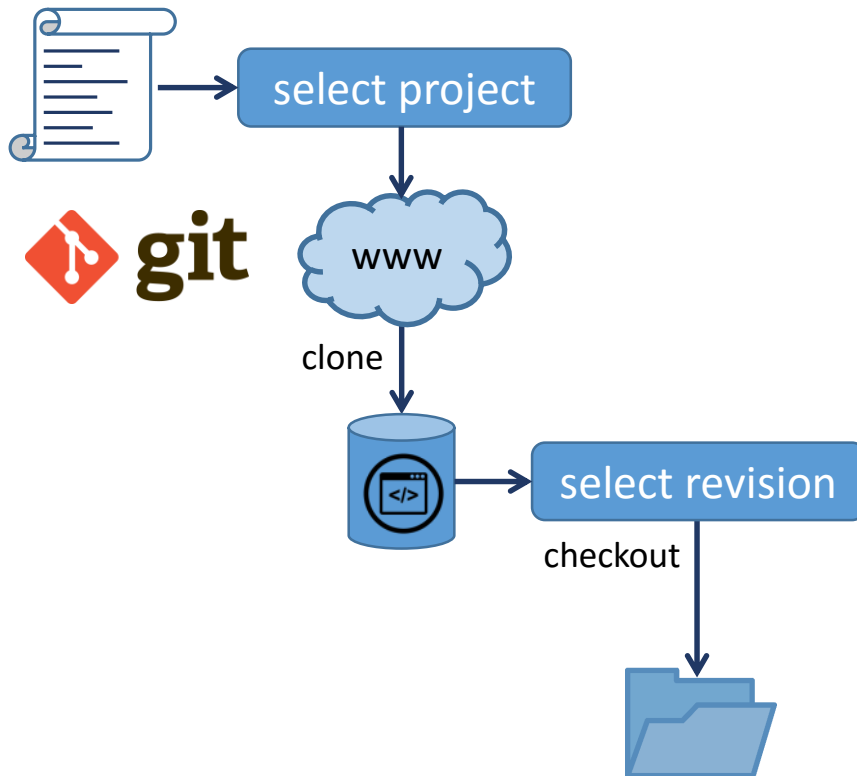 select project
git
www
clone
</>
select revision
checkout